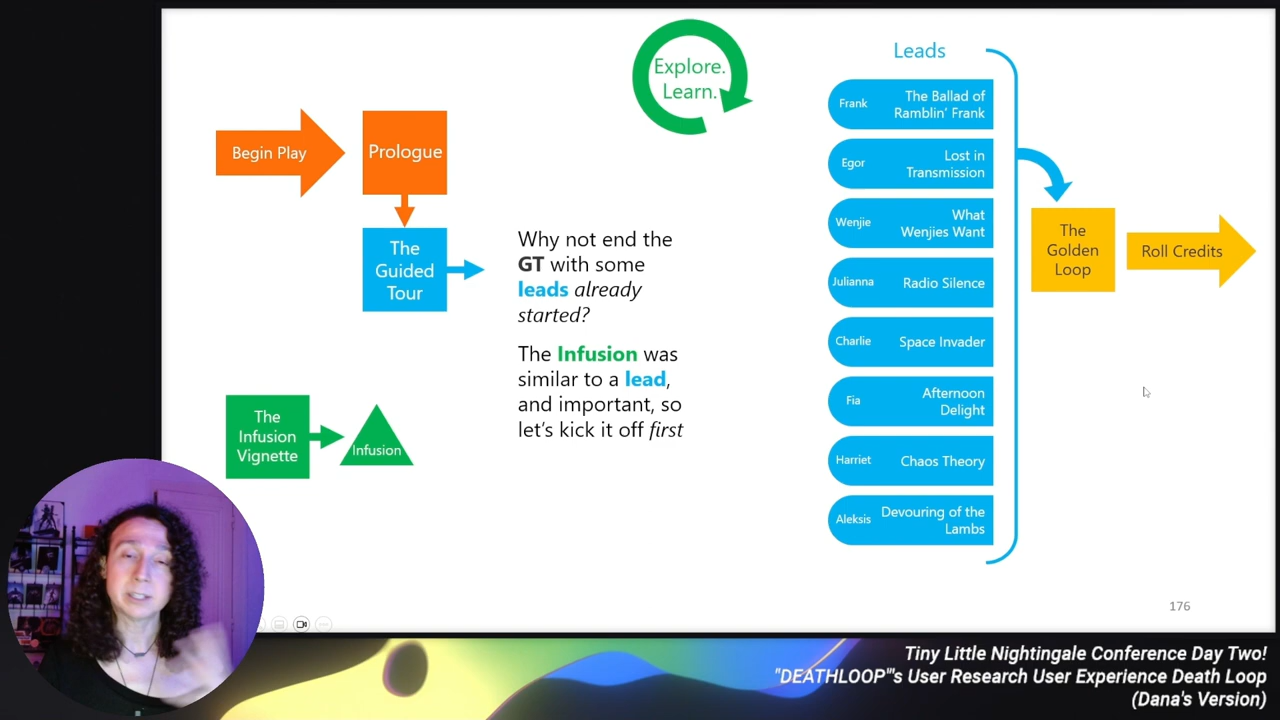 Explore.
Learn.
Begin Play
Prologue
The
Guided
Tour
Why not end the
GT with some
leads already
started?
The Infusion was
similar to a lead,
and important, so
let's kick it off first
The
Infusion
Vignette
Infusion
Leads
Frank
The Ballad of
Ramblin' Frank
Egor
Lost in
Transmission
Wenjie
What
Wenjies Want
Julianna
Radio Silence
Charlie
Space Invader
Fia
Afternoon
Delight
Harriet
Chaos Theory
Aleksis
Devouring of the
Lambs
The
Golden
Loop
Roll Credits
176
Tiny Little Nightingale Conference Day Two!
"DEATHLOOP"'s User Research User Experience Death Loop
(Dana's Version)